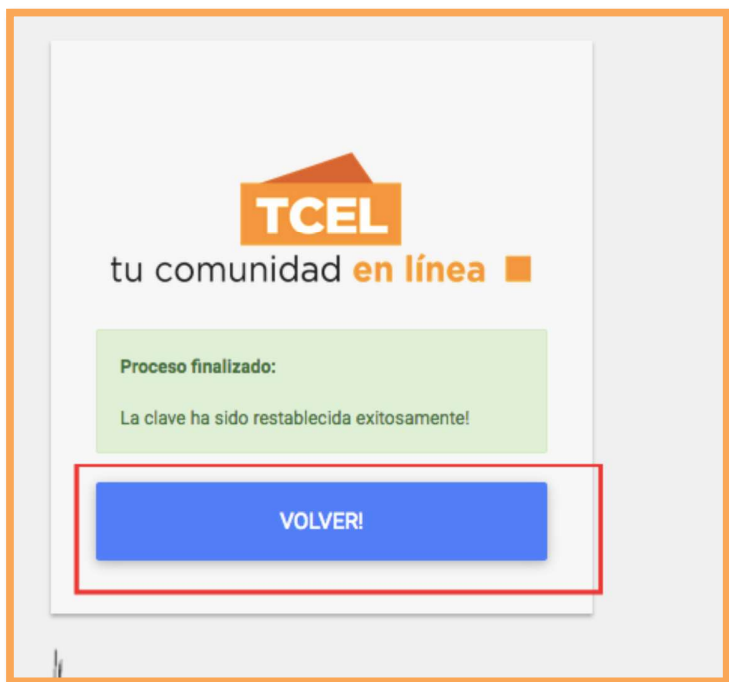 TCEL
tu comunidad en línea
Proceso finalizado:
La clave ha sido restablecida exitosamente!
VOLVER!